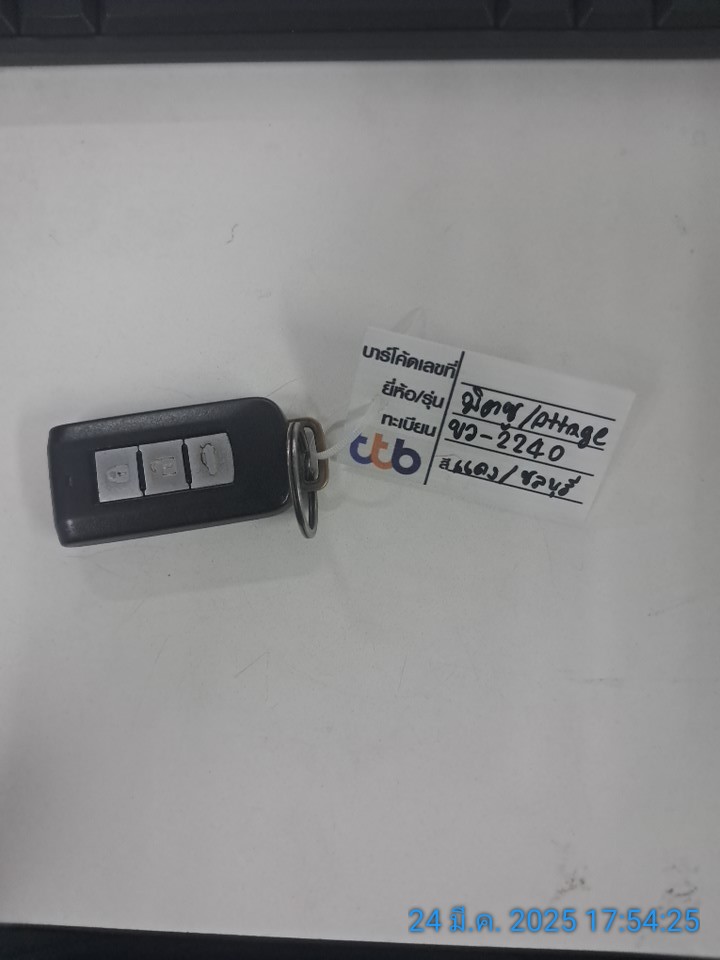 บาร์โค้ดเลขที่
ยี่ห้อ/รุ่น มิตซู/Attrage
ทะเบียน ขว-2240
ttb สี แดง/ชลบุรี
24 มี.ค. 2025 17:54:25